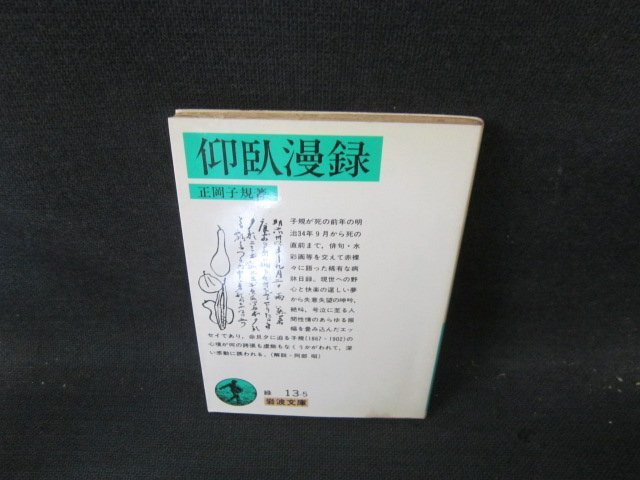 仰臥漫録
正岡子規著
子規が死の前年の明
治34年9月から死の
直前まで，俳句・水
彩画等を交えて赤裸
々に語った稀有な病
牀日録．現世への野
心と快楽の逞しい夢
から失意失望の呻吟，
絶叫，号泣に至る人
間性情のあらゆる振
幅を畳み込んだエッ
セイであり，命旦夕に迫る子規(1867-1902)の
心境が何の誇張も虚飾もなくうかがわれて，深
い感動に誘われる．(解説=阿部 昭)
緑 13-5
岩波文庫